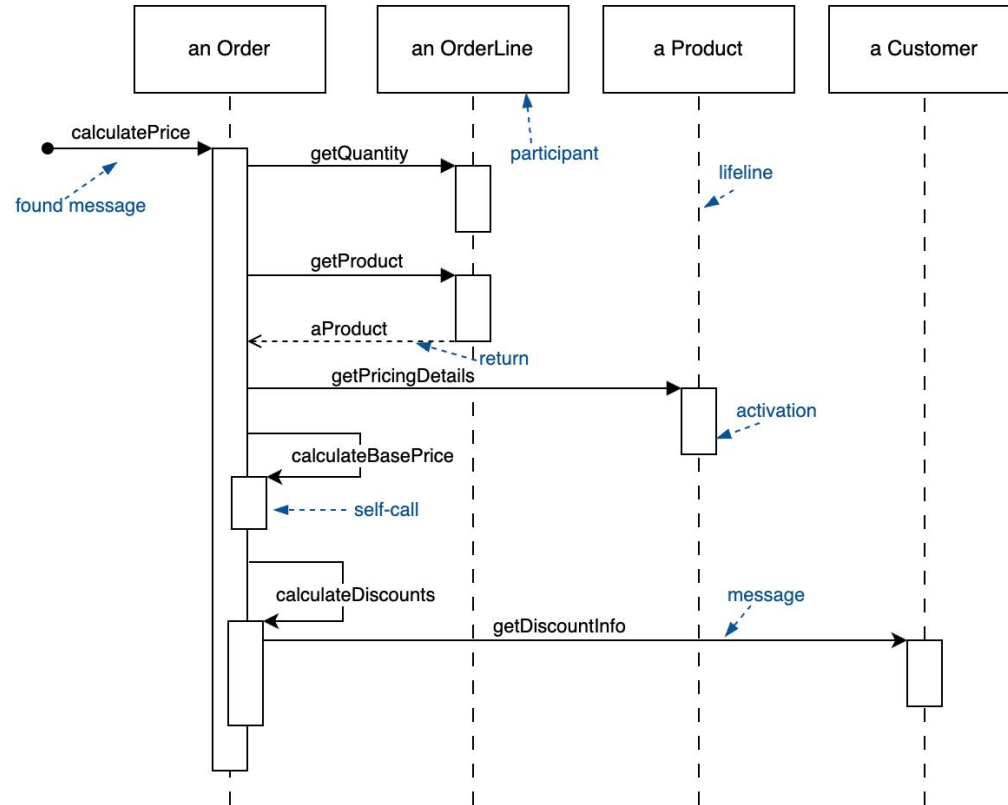 an Order
an OrderLine
a Product
a Customer
calculatePrice
getQuantity
participant
lifeline
found message
getProduct
aProduct
return
getPricingDetails
activation
calculateBasePrice
self-call
calculateDiscounts
message
getDiscountInfo